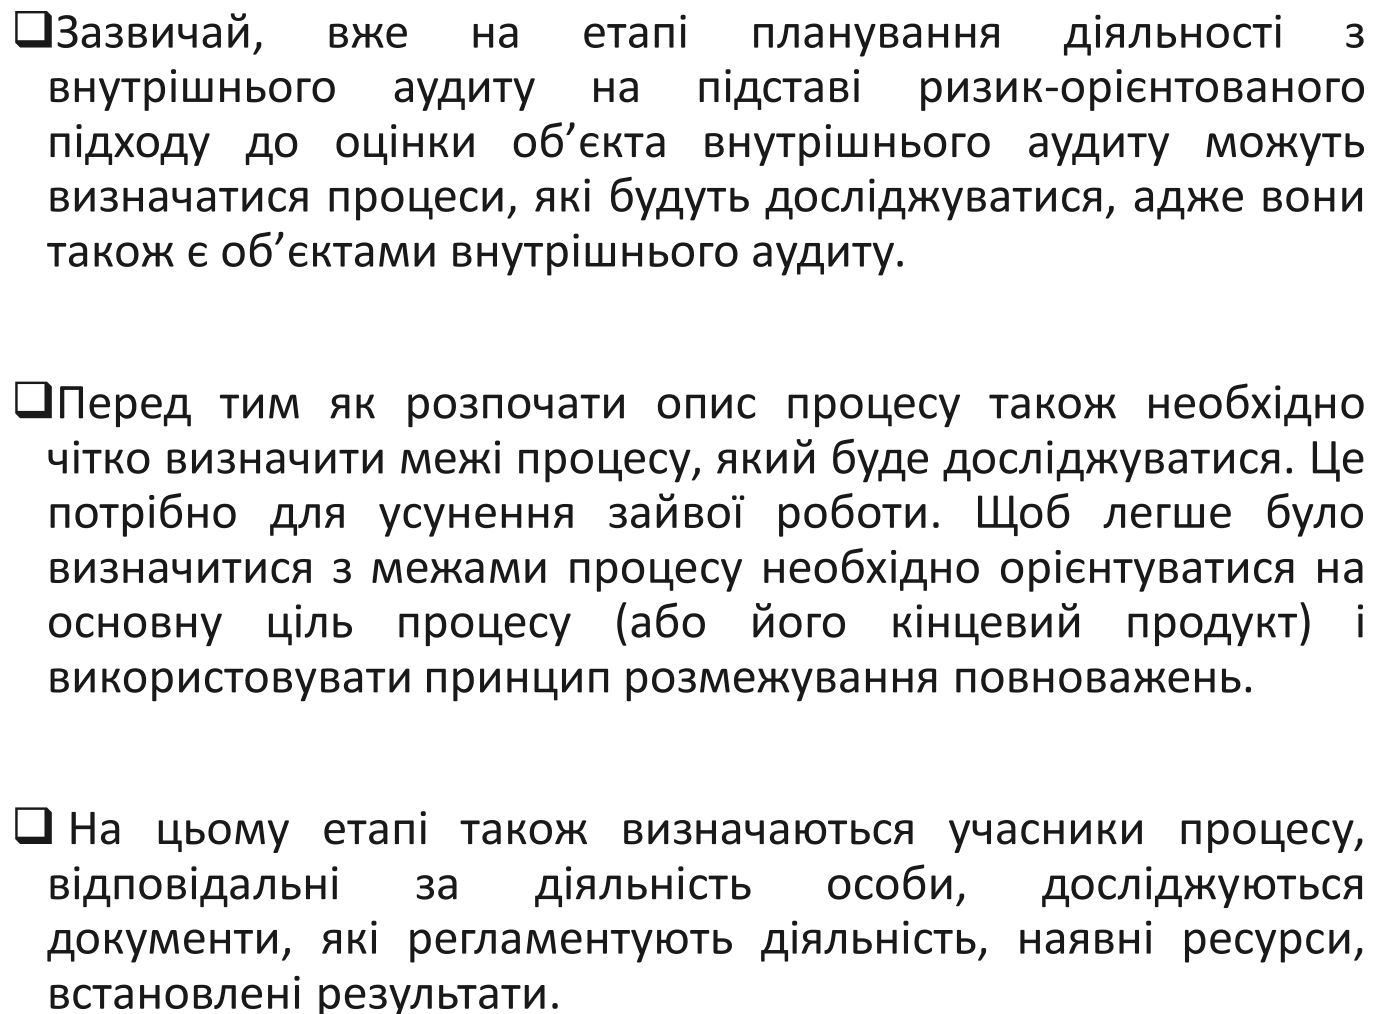 ❑Зазвичай, вже на етапі планування діяльності з
внутрішнього аудиту на підставі ризик-орієнтованого
підходу до оцінки об’єкта внутрішнього аудиту можуть
визначатися процеси, які будуть досліджуватися, адже вони
також є об’єктами внутрішнього аудиту.
❑Перед тим як розпочати опис процесу також необхідно
чітко визначити межі процесу, який буде досліджуватися. Це
потрібно для усунення зайвої роботи. Щоб легше було
визначитися з межами процесу необхідно орієнтуватися на
основну ціль процесу (або його кінцевий продукт) і
використовувати принцип розмежування повноважень.
❑ На цьому етапі також визначаються учасники процесу,
відповідальні за діяльність особи, досліджуються
документи, які регламентують діяльність, наявні ресурси,
встановлені результати.